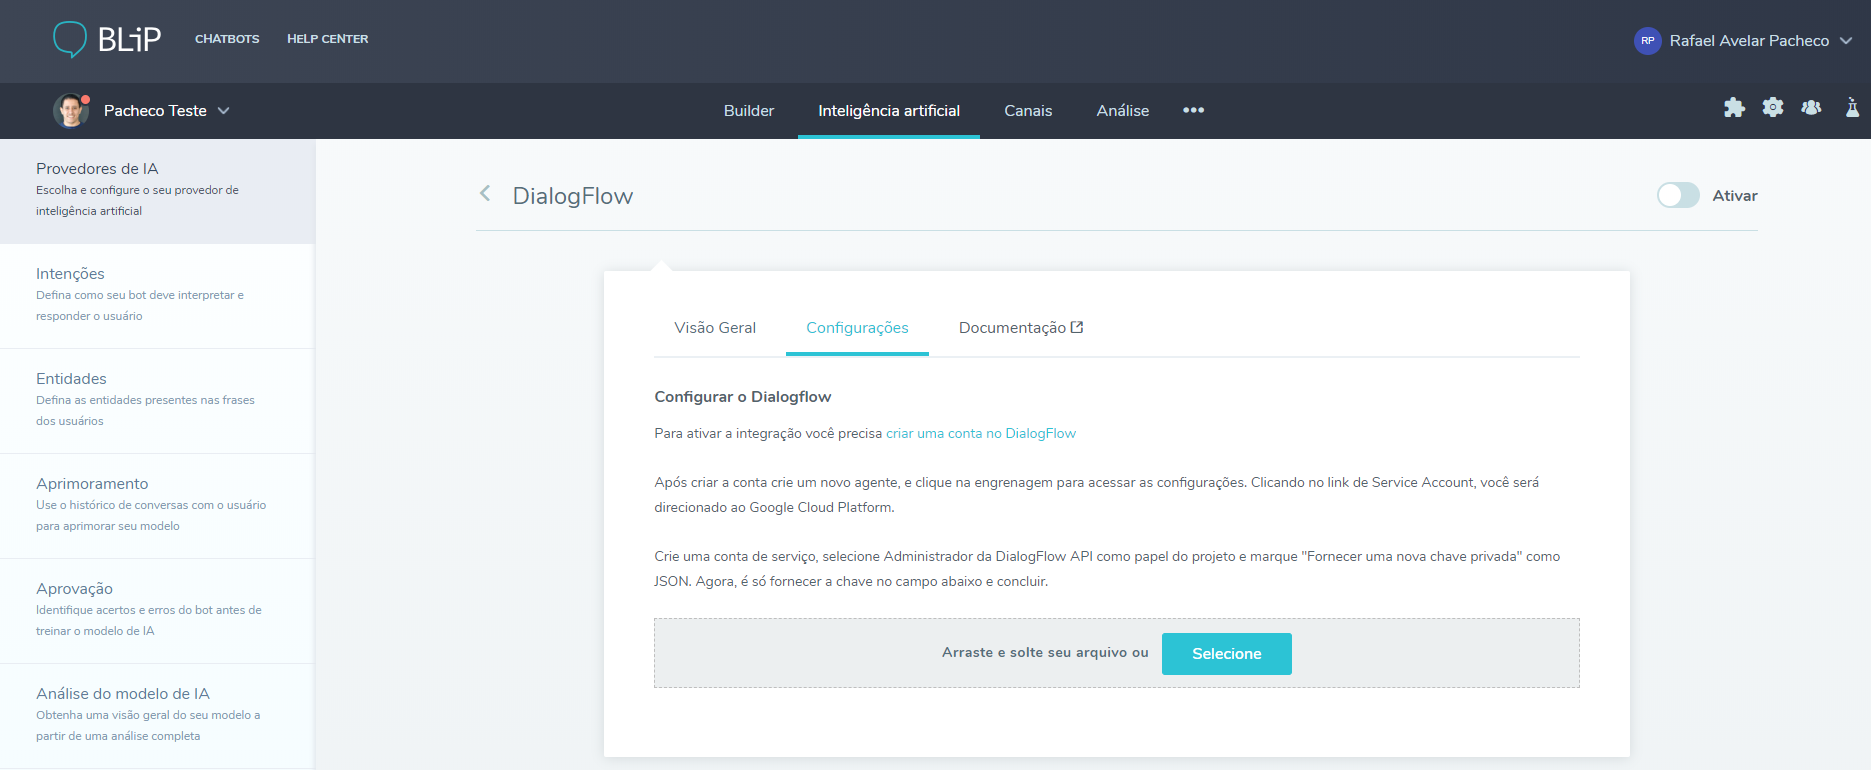 BLiP
CHATBOTS
HELP CENTER
RP
Rafael Avelar Pacheco
Pacheco Teste
Builder
Inteligência artificial
Canais
Análise
Provedores de IA
Escolha e configure o seu provedor de
inteligência artificial
Intenções
Defina como seu bot deve interpretar e
responder o usuário
Entidades
Defina as entidades presentes nas frases
dos usuários
Aprimoramento
Use o histórico de conversas com o usuário
para aprimorar seu modelo
Aprovação
Identifique acertos e erros do bot antes de
treinar o modelo de IA
Análise do modelo de IA
Obtenha uma visão geral do seu modelo a
partir de uma análise completa
DialogFlow
Ativar
Visão Geral
Configurações
Documentação
Configurar o Dialogflow
Para ativar a integração você precisa criar uma conta no DialogFlow
Após criar a conta crie um novo agente, e clique na engrenagem para acessar as configurações. Clicando no link de Service Account, você será
direcionado ao Google Cloud Platform.
Crie uma conta de serviço, selecione Administrador da DialogFlow API como papel do projeto e marque "Fornecer uma nova chave privada" como
JSON. Agora, é só fornecer a chave no campo abaixo e concluir.
Arraste e solte seu arquivo ou
Selecione